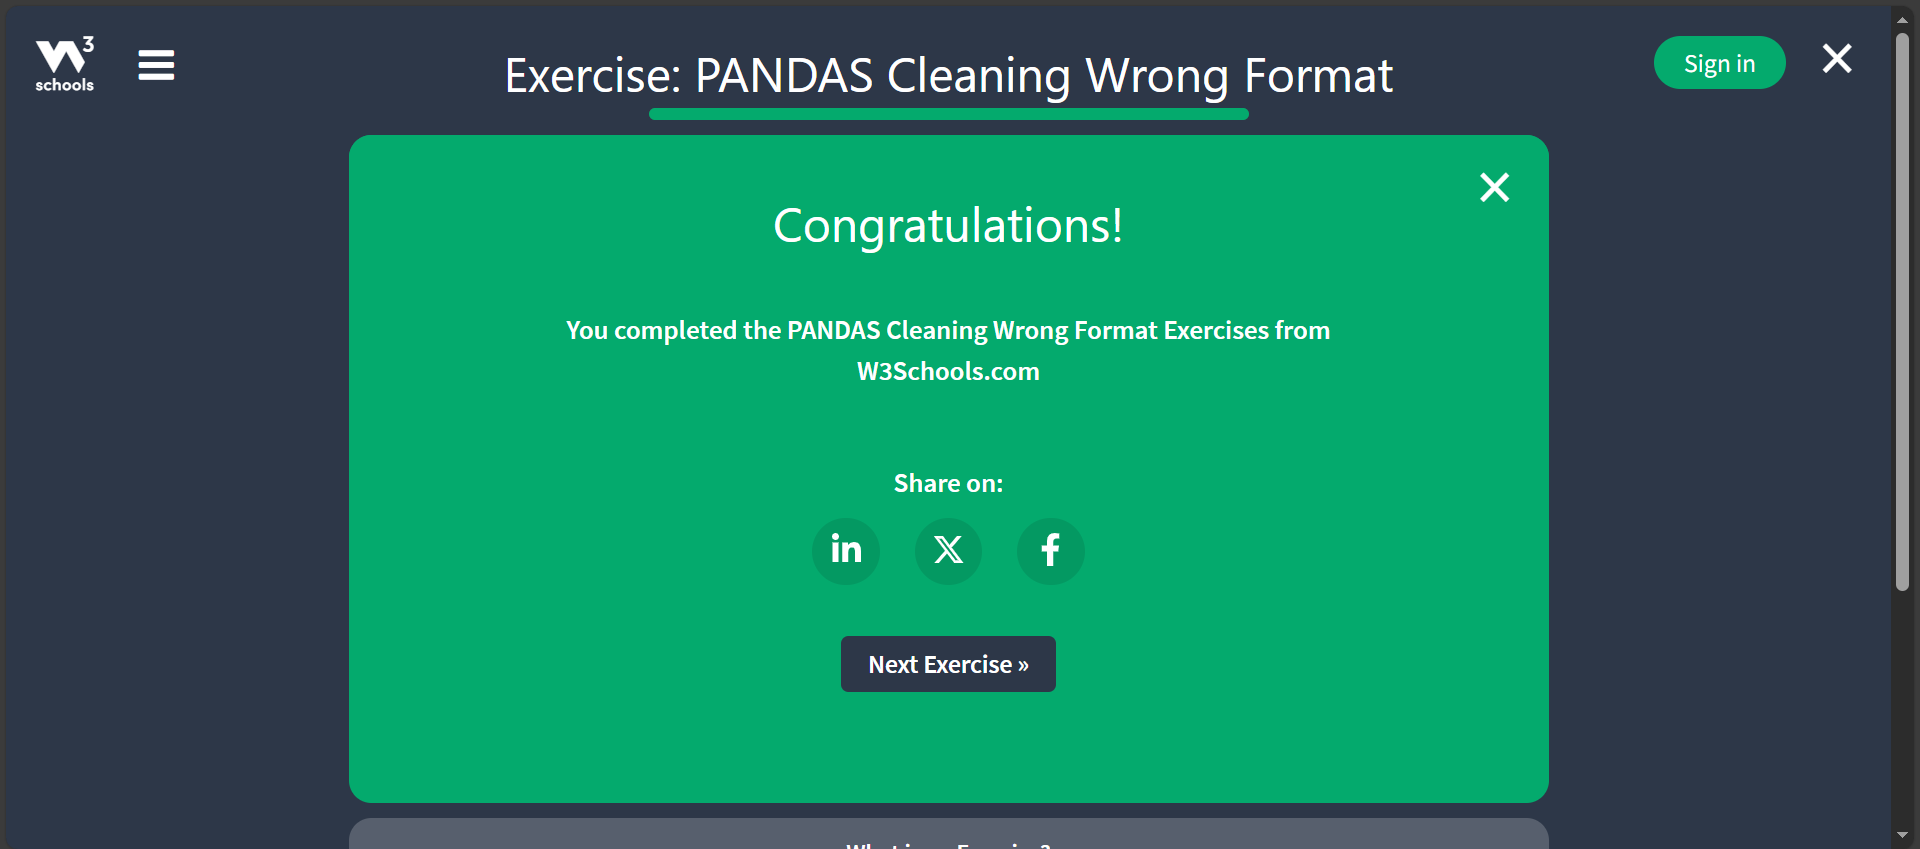 W3
schools
Exercise: PANDAS Cleaning Wrong Format
Sign in
Congratulations!
You completed the PANDAS Cleaning Wrong Format Exercises from
W3Schools.com
Share on:
in
X
f
Next Exercise »